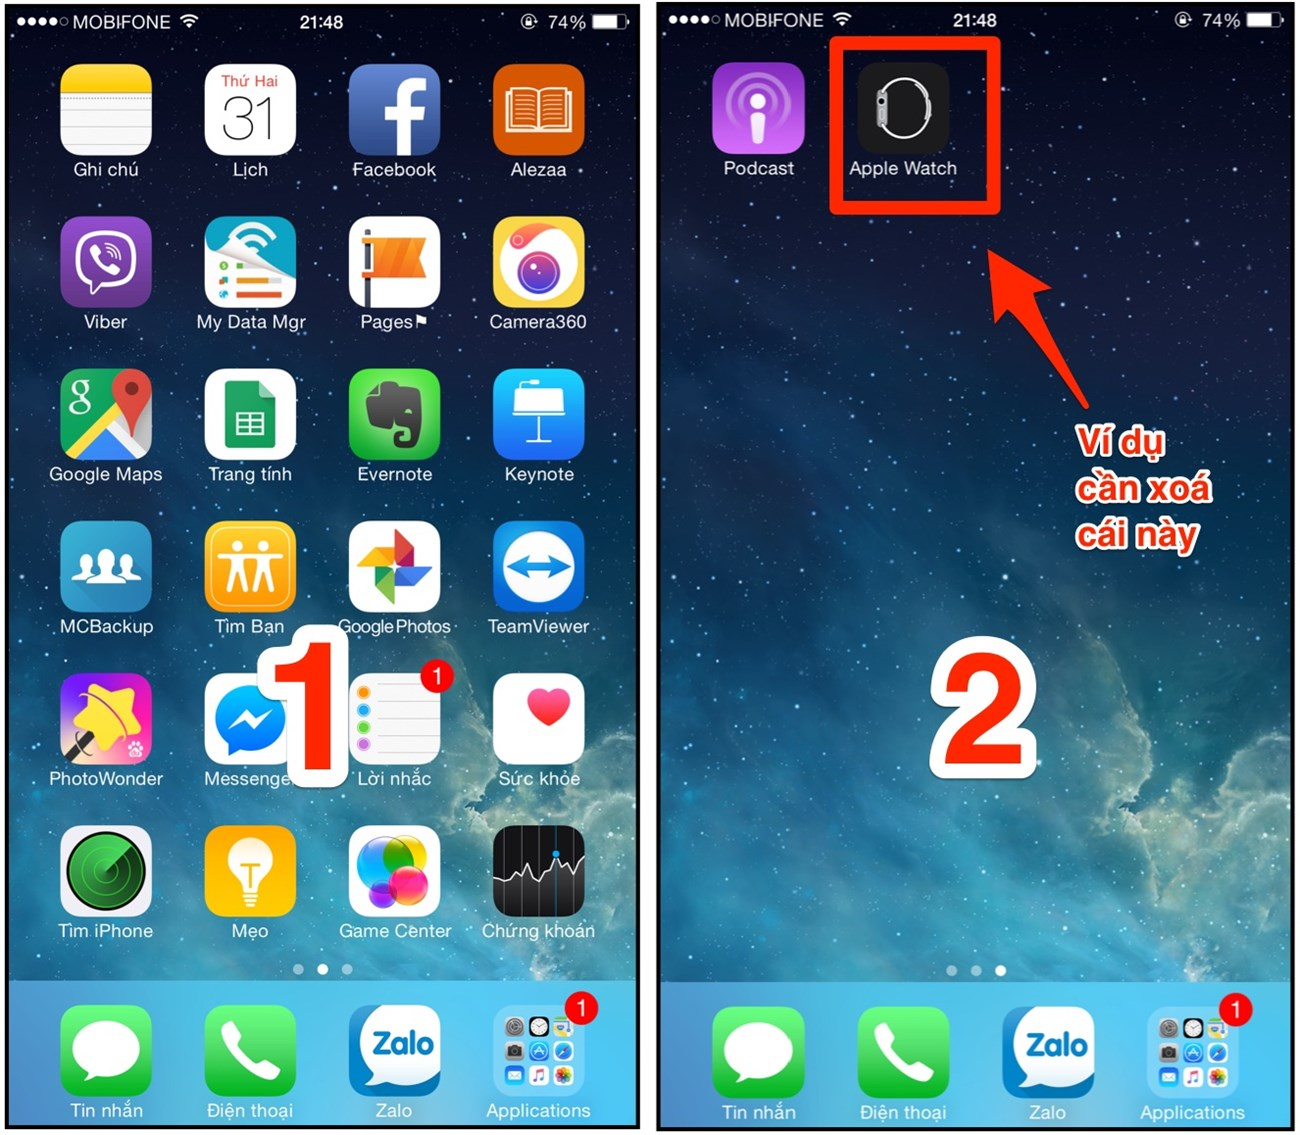 MOBIFONE 21:48 74%
Thứ Hai
31
Ghi chú Lịch Facebook Alezaa
Viber My Data Mgr Pages Camera360
g
Google Maps Trang tính Evernote Keynote
MCBackup Tìm Bạn Google Photos TeamViewer
1
1
PhotoWonder Messenge Lời nhắc Sức khỏe
Tìm iPhone Mẹo Game Center Chứng khoán
1
Zalo
Tin nhắn Điện thoại Zalo Applications
MOBIFONE 21:48 74%
Podcast Apple Watch
Ví dụ
cần xoá
cái này
2
1
Zalo
Tin nhắn Điện thoại Zalo Applications